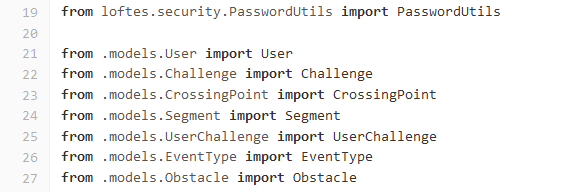 19 from loftes.security.PasswordUtils import PasswordUtils
20
21 from .models.User import User
22 from .models.Challenge import Challenge
23 from .models.CrossingPoint import CrossingPoint
24 from .models.Segment import Segment
25 from .models.UserChallenge import UserChallenge
26 from .models.EventType import EventType
27 from .models.Obstacle import Obstacle